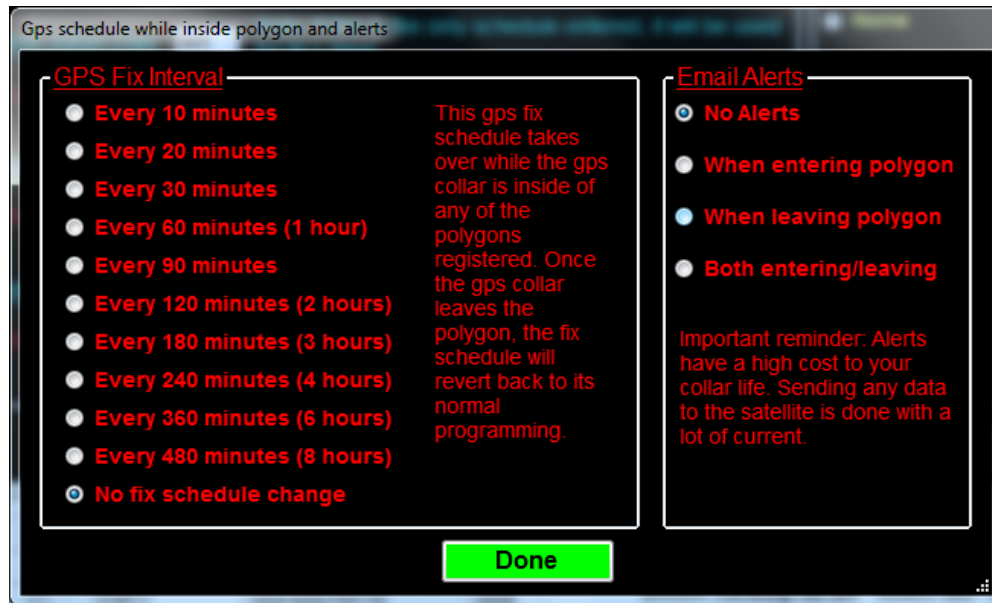 Gps schedule while inside polygon and alerts
GPS Fix Interval
Every 10 minutes
Every 20 minutes
Every 30 minutes
Every 60 minutes (1 hour)
Every 90 minutes
Every 120 minutes (2 hours)
Every 180 minutes (3 hours)
Every 240 minutes (4 hours)
Every 360 minutes (6 hours)
Every 480 minutes (8 hours)
No fix schedule change
This gps fix
schedule takes
over while the gps
collar is inside of
any of the
polygons
registered. Once
the gps collar
leaves the
polygon, the fix
schedule will
revert back to its
normal
programming.
Email Alerts
No Alerts
When entering polygon
When leaving polygon
Both entering/leaving
Important reminder: Alerts
have a high cost to your
collar life. Sending any data
to the satellite is done with a
lot of current.
Done